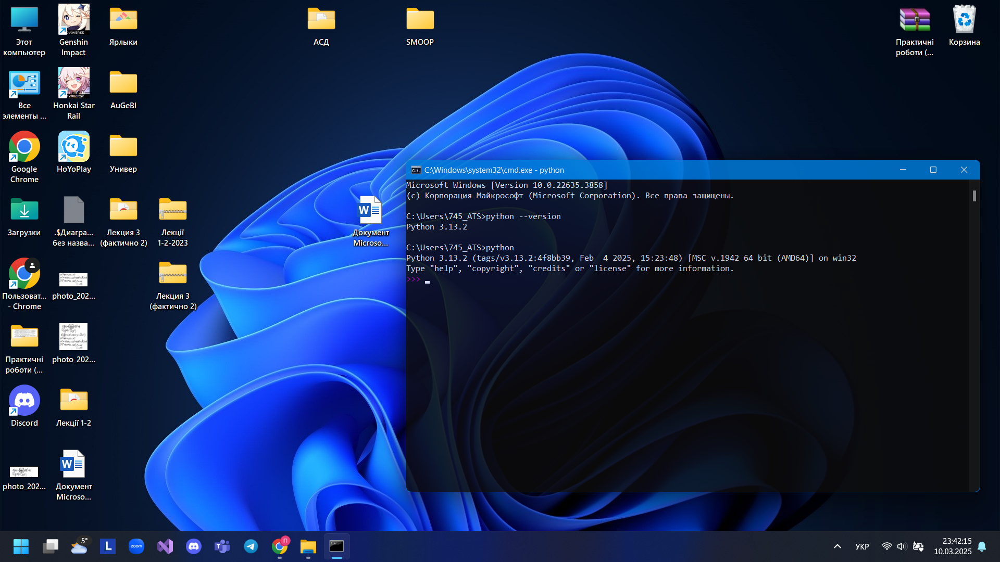 Этот
компьютер
Genshin
Impact
Ярлыки
АСД
SMOOP
Практичні
роботи (...
Корзина
Все
элементы ...
Honkai Star
Rail
AuGeBI
Google
Chrome
HoYoPlay
Универ
Загрузки
.$Диагра...
без назва...
Лекция 3
(фактично 2)
Лекції
1-2-2023
Документ
Microso...
Пользоват...
- Chrome
photo_202...
Лекция 3
(фактично 2)
Практичні
роботи (...
photo_202...
Discord
Лекції 1-2
photo_202...
Документ
Microso...
C:\Windows\system32\cmd.exe - python
Microsoft Windows [Version 10.0.22635.3858]
(c) Корпорация Майкрософт (Microsoft Corporation). Все права защищены.
C:\Users\745_ATS>python --version
Python 3.13.2
C:\Users\745_ATS>python
Python 3.13.2 (tags/v3.13.2:4f8bb39, Feb  4 2025, 15:23:48) [MSC v.1942 64 bit (AMD64)] on win32
Type "help", "copyright", "credits" or "license" for more information.
>>>
5°
L
zoom
П
УКР
23:42:15
10.03.2025